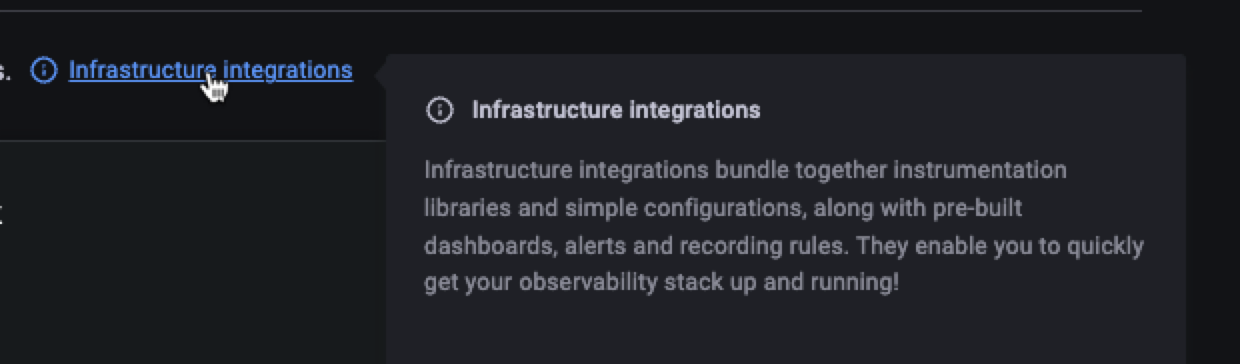 s. Infrastructure integrations
Infrastructure integrations
Infrastructure integrations bundle together instrumentation
libraries and simple configurations, along with pre-built
dashboards, alerts and recording rules. They enable you to quickly
get your observability stack up and running!